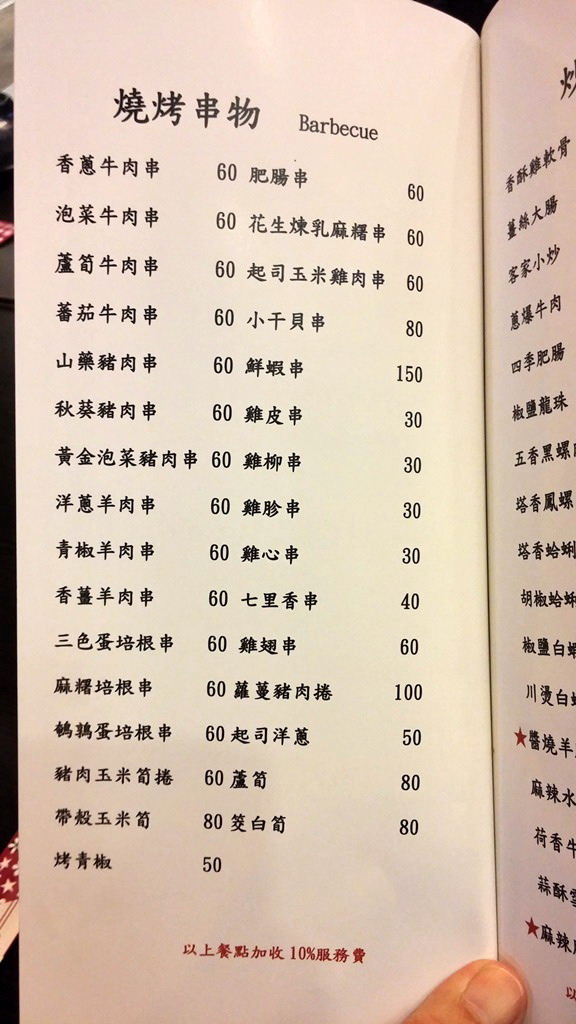 燒烤串物 Barbecue
香蔥牛肉串 60 肥腸串 60
泡菜牛肉串 60 花生煉乳麻糬串 60
蘆筍牛肉串 60 起司玉米雞肉串 60
蕃茄牛肉串 60 小干貝串 80
山藥豬肉串 60 鮮蝦串 150
秋葵豬肉串 60 雞皮串 30
黃金泡菜豬肉串 60 雞柳串 30
洋蔥羊肉串 60 雞胗串 30
青椒羊肉串 60 雞心串 30
香薑羊肉串 60 七里香串 40
三色蛋培根串 60 雞翅串 60
麻糬培根串 60 蘿蔓豬肉捲 100
鵪鶉蛋培根串 60 起司洋蔥 50
豬肉玉米筍捲 60 蘆筍 80
帶殼玉米筍 80 筊白筍 80
烤青椒 50
以上餐點加收 10%服務費
香酥雞軟骨
薑絲大腸
客家小炒
蔥爆牛肉
四季肥腸
椒鹽龍珠
五香黑螺
塔香鳳螺
塔香蛤蜊
胡椒蛤蜊
椒鹽白蝦
川燙白
★醬燒羊
麻辣水
荷香牛
蒜酥
★麻辣